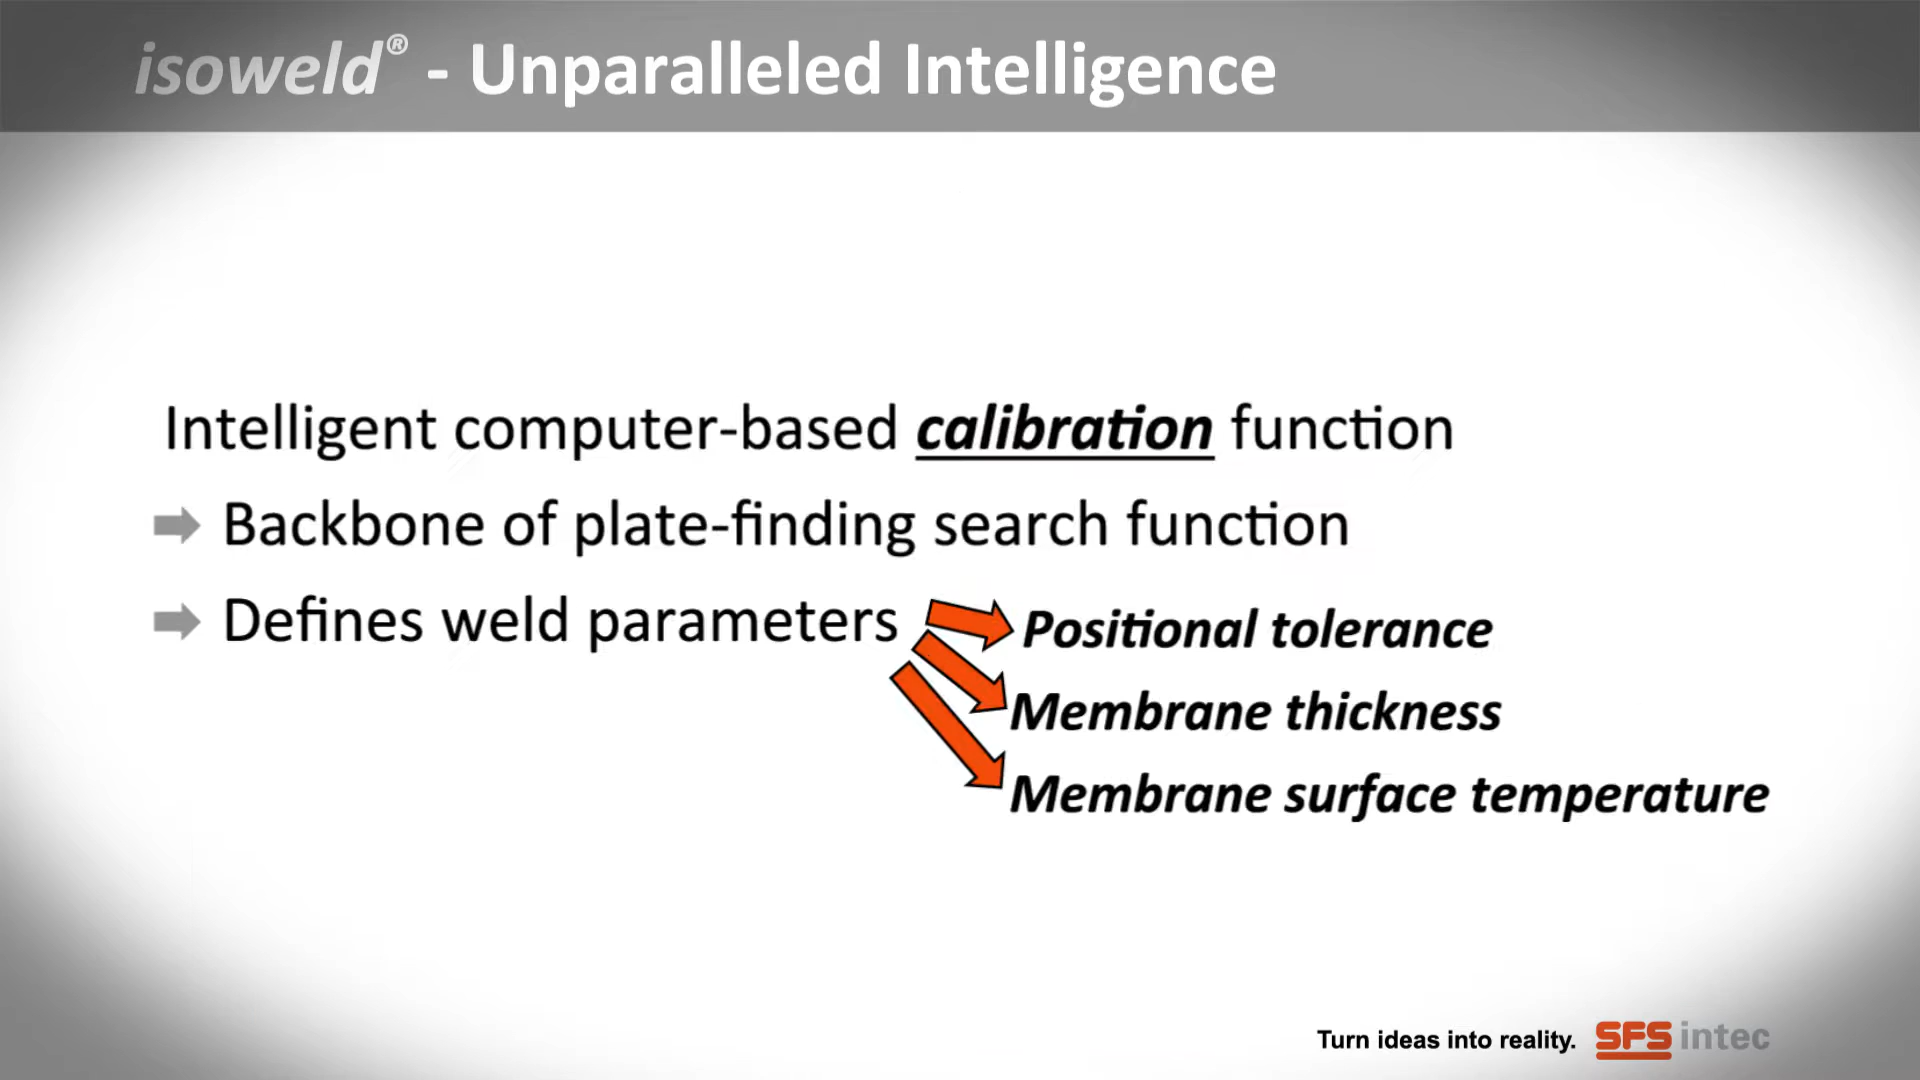 isoweld® - Unparalleled Intelligence
Intelligent computer-based calibration function
Backbone of plate-finding search function
Defines weld parameters
Positional tolerance
Membrane thickness
Membrane surface temperature
Turn ideas into reality. SFS intec